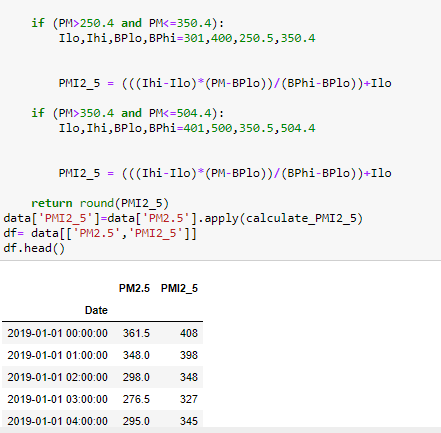 if (PM>250.4 and PM<=350.4):
Ilo,Ihi,BPlo,BPhi=301,400,250.5,350.4
PMI2_5 = (((Ihi-Ilo)*(PM-BPlo))/(BPhi-BPlo))+Ilo
if (PM>350.4 and PM<=504.4):
Ilo,Ihi,BPlo,BPhi=401,500,350.5,504.4
PMI2_5 = (((Ihi-Ilo)*(PM-BPlo))/(BPhi-BPlo))+Ilo
return round(PMI2_5)
data['PMI2_5']=data['PM2.5'].apply(calculate_PMI2_5)
df= data[['PM2.5','PMI2_5']]
df.head()
PM2.5 PMI2_5
Date
2019-01-01 00:00:00 361.5 408
2019-01-01 01:00:00 348.0 398
2019-01-01 02:00:00 298.0 348
2019-01-01 03:00:00 276.5 327
2019-01-01 04:00:00 295.0 345